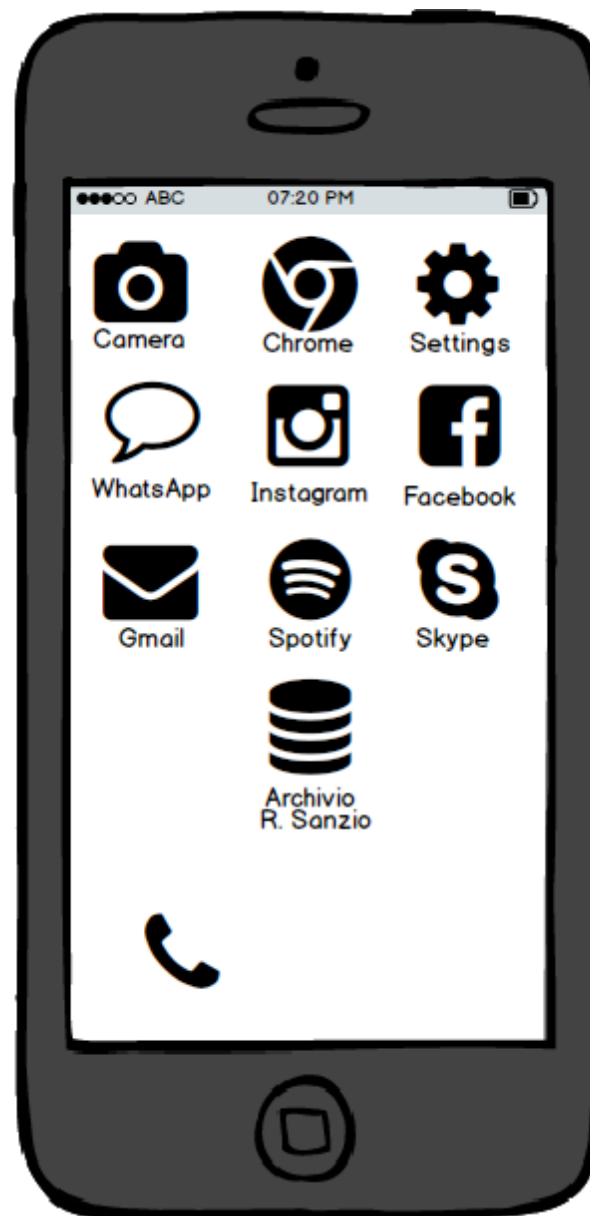 ABC 07:20 PM
Camera Chrome Settings
WhatsApp Instagram Facebook
Gmail Spotify Skype
Archivio
R. Sanzio